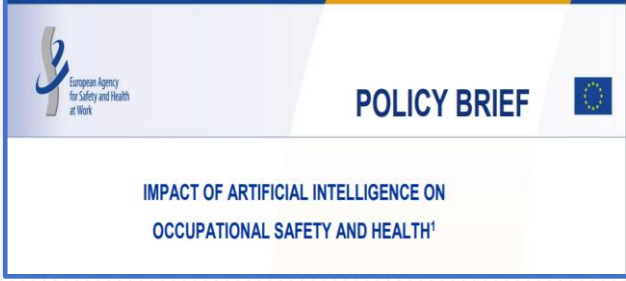 European Agency
for Safety and Health
at Work
POLICY BRIEF
IMPACT OF ARTIFICIAL INTELLIGENCE ON
OCCUPATIONAL SAFETY AND HEALTH¹